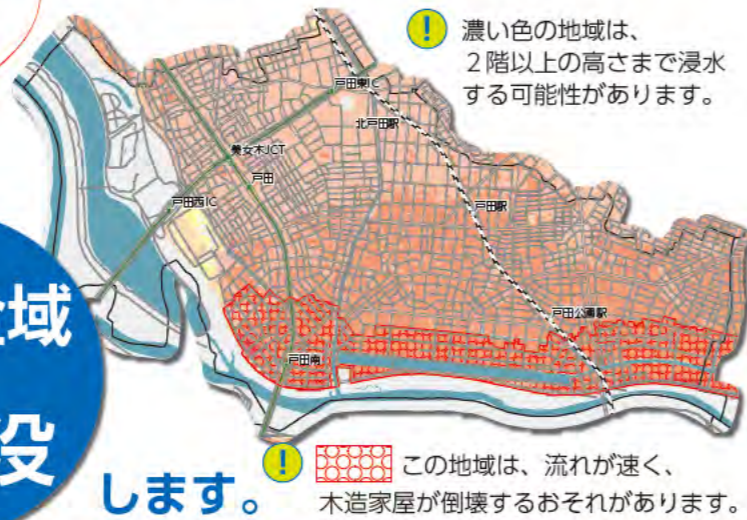 濃い色の地域は、
２階以上の高さまで浸水
する可能性があります。
戸田東IC
北戸田駅
美女木JCT
戸田
戸田西IC
戸田駅
戸田公園駅
戸田南
域
没
します。
この地域は、流れが速く、
木造家屋が倒壊するおそれがあります。